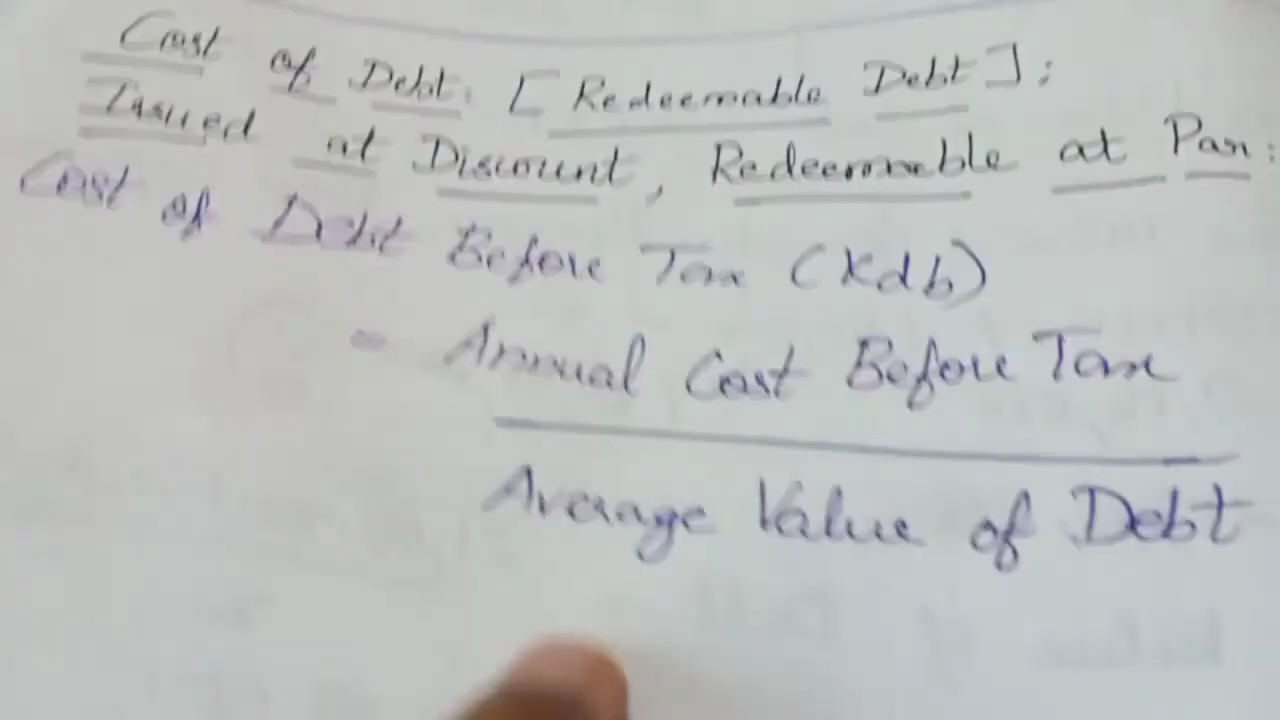 Cost of Debt. [Redeemable Debt]:
Issued at Discount, Redeemable at Par:
Cost of Debt Before Tax (Kdb)
= Annual Cost Before Tax
Average Value of Debt